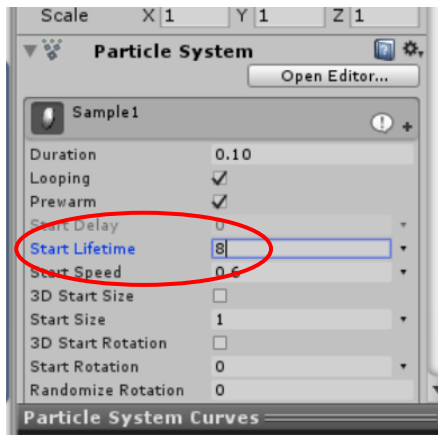 Scale X 1 Y 1 Z 1
Particle System
Open Editor...
Sample1
Duration 0.10
Looping
Prewarm
Start Delay 0
Start Lifetime 8
Start Speed 0.6
3D Start Size
Start Size 1
3D Start Rotation
Start Rotation 0
Randomize Rotation 0
Particle System Curves